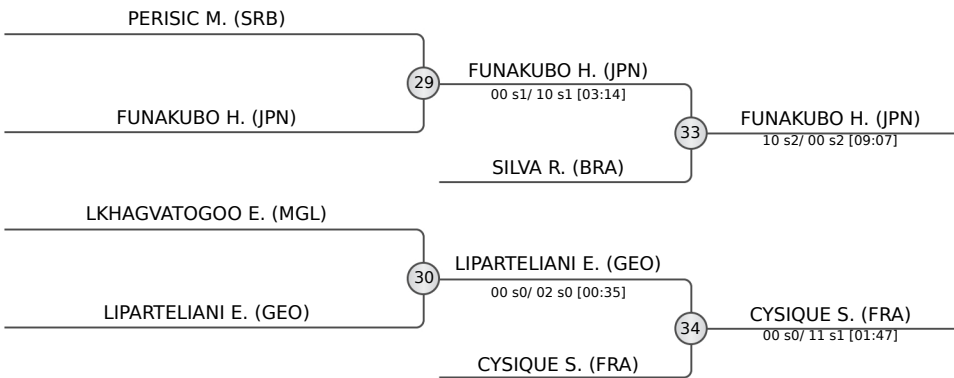 PERISIC M. (SRB)
29
FUNAKUBO H. (JPN)
00 s1/ 10 s1 [03:14]
FUNAKUBO H. (JPN)
33
FUNAKUBO H. (JPN)
10 s2/ 00 s2 [09:07]
SILVA R. (BRA)
LKHAGVATOGOO E. (MGL)
30
LIPARTELIANI E. (GEO)
00 s0/ 02 s0 [00:35]
LIPARTELIANI E. (GEO)
34
CYSIQUE S. (FRA)
00 s0/ 11 s1 [01:47]
CYSIQUE S. (FRA)